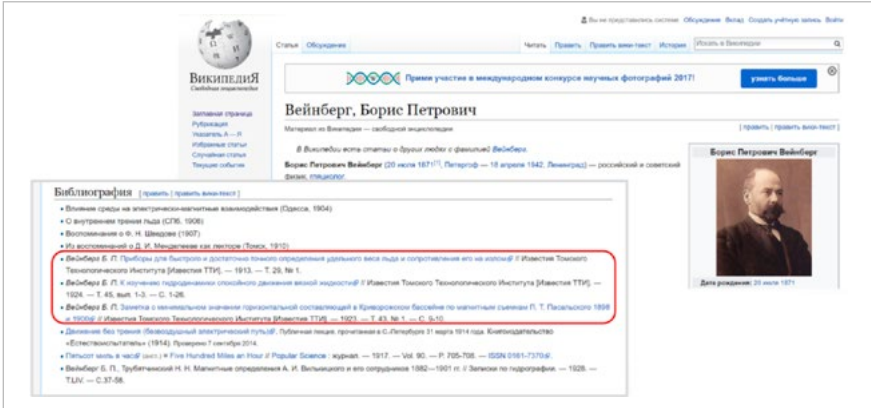 Вы не представились системе Обсуждение Вклад Создать учётную запись Войти
Статья Обсуждение Читать Править Править вики-текст История Искать в Википедии
ВИКИПЕДИЯ
Свободная энциклопедия
Прими участие в международном конкурсе научных фотографий 2017! узнать больше
Заглавная страница
Рубрикация
Указатель А — Я
Избранные статьи
Случайная статья
Текущие события
Вейнберг, Борис Петрович
Материал из Википедии — свободной энциклопедии [ править | править вики-текст ]
В Википедии есть статьи о других людях с фамилией Вейнберг.
Борис Петрович Вейнберг (20 июля 1871[1], Петергоф — 18 апреля 1942, Ленинград) — российский и советский
физик, гляциолог.
Борис Петрович Вейнберг
Дата рождения: 20 июля 1871
Библиография [ править | править вики-текст ]
• Влияние среды на электрически-магнитные взаимодействия (Одесса, 1904)
• О внутреннем трении льда (СПб. 1906)
• Воспоминания о Ф. Н. Шведове (1907)
• Из воспоминаний о Д. И. Менделееве как лекторе (Томск, 1910)
• Вейнберг Б. П. Приборы для быстрого и достаточно точного определения удельного веса льда и сопротивления его на излом // Известия Томского
Технологического Института [Известия ТТИ]. — 1913. — Т. 29, № 1.
• Вейнберг Б. П. К изучению гидродинамики спокойного движения вязкой жидкости // Известия Томского Технологического Института [Известия ТТИ]. —
1924. — Т. 45, вып. 1-3. — С. 1-26.
• Вейнберг Б. П. Заметка о минимальном значении горизонтальной составляющей в Криворожском бассейне по магнитным съемкам П. Т. Пасальского 1898
и 1900 // Известия Томского Технологического Института [Известия ТТИ]. — 1923. — Т. 43, № 1. — С. 9-10.
• Движение без трения (безвоздушный электрический путь). Публичная лекция, прочитанная в С.-Петербурге 31 марта 1914 года. Книгоиздательство
«Естествоиспытатель» (1914). Проверено 7 сентября 2014.
• Пятьсот миль в час (англ.) = Five Hundred Miles an Hour // Popular Science : журнал. — 1917. — Vol. 90. — P. 705-708. — ISSN 0161-7370.
• Вейнберг Б. П., Трубятчинский Н. Н. Магнитные определения А. И. Вилькицкого и его сотрудников 1882—1901 гг. // Записки по гидрографии. — 1928. —
T.LIV. — С.37-58.